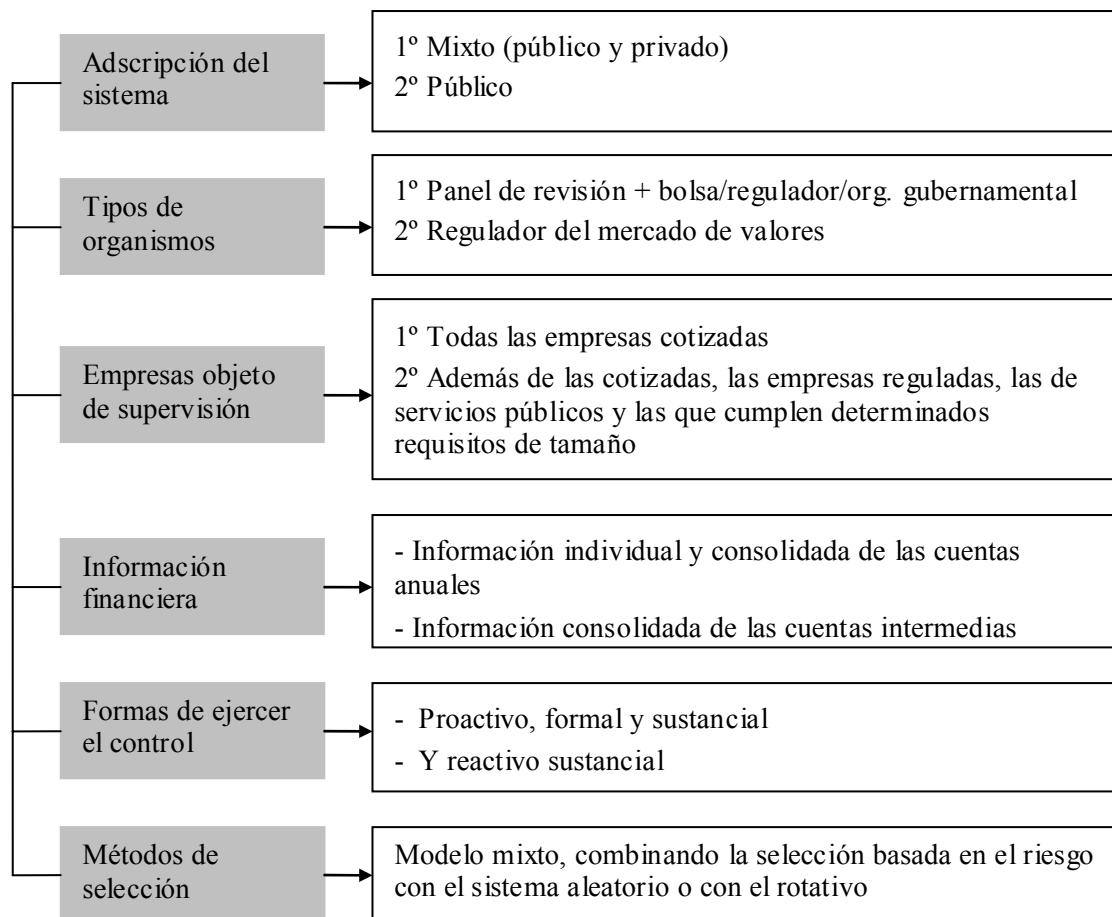 Adscripción del
sistema
1º Mixto (público y privado)
2º Público
Tipos de
organismos
1º Panel de revisión + bolsa/regulador/org. gubernamental
2º Regulador del mercado de valores
Empresas objeto
de supervisión
1º Todas las empresas cotizadas
2º Además de las cotizadas, las empresas reguladas, las de
servicios públicos y las que cumplen determinados
requisitos de tamaño
Información
financiera
- Información individual y consolidada de las cuentas
anuales
- Información consolidada de las cuentas intermedias
Formas de ejercer
el control
- Proactivo, formal y sustancial
- Y reactivo sustancial
Métodos de
selección
Modelo mixto, combinando la selección basada en el riesgo
con el sistema aleatorio o con el rotativo